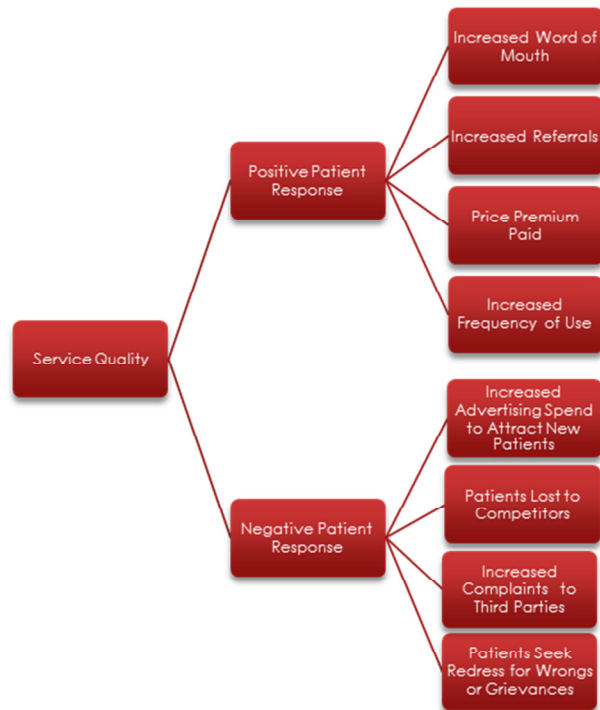 Increased Word of
Mouth
Increased Referrals
Positive Patient
Response
Price Premium
Paid
Increased
Frequency of Use
Service Quality
Increased
Advertising Spend
to Attract New
Patients
Negative Patient
Response
Patients Lost to
Competitors
Increased
Complaints to
Third Parties
Patients Seek
Redress for Wrongs
or Grievances